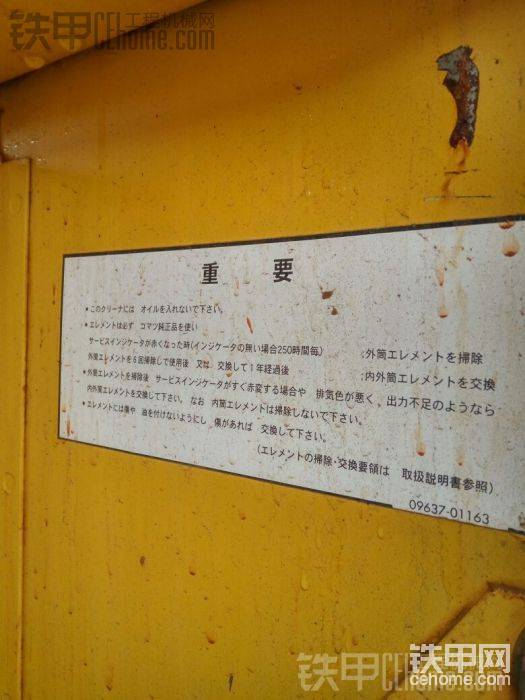 铁甲工程机械网
CEhome.com
重 要
• このクリーナには オイルを入れないで下さい。
• エレメントは必ず コマツ純正品を使い
サービスインジケータが赤くなった時(インジケータの無い場合250時間毎) :外筒エレメントを掃除
外筒エレメントを6回掃除して使用後 又は 交換して1年経過後 :内外筒エレメントを交換
• 外筒エレメントを掃除後 サービスインジケータがすぐ赤変する場合や 排気色が悪く、出力不足のようなら
内外筒エレメントを交換して下さい。なお 内筒エレメントは掃除しないで下さい。
• エレメントには傷や 油を付けないようにし 傷があれば 交換して下さい。
(エレメントの掃除・交換要領は 取扱説明書参照)
09637-01163
铁甲网
CEhome.com
铁甲网
cehome.com